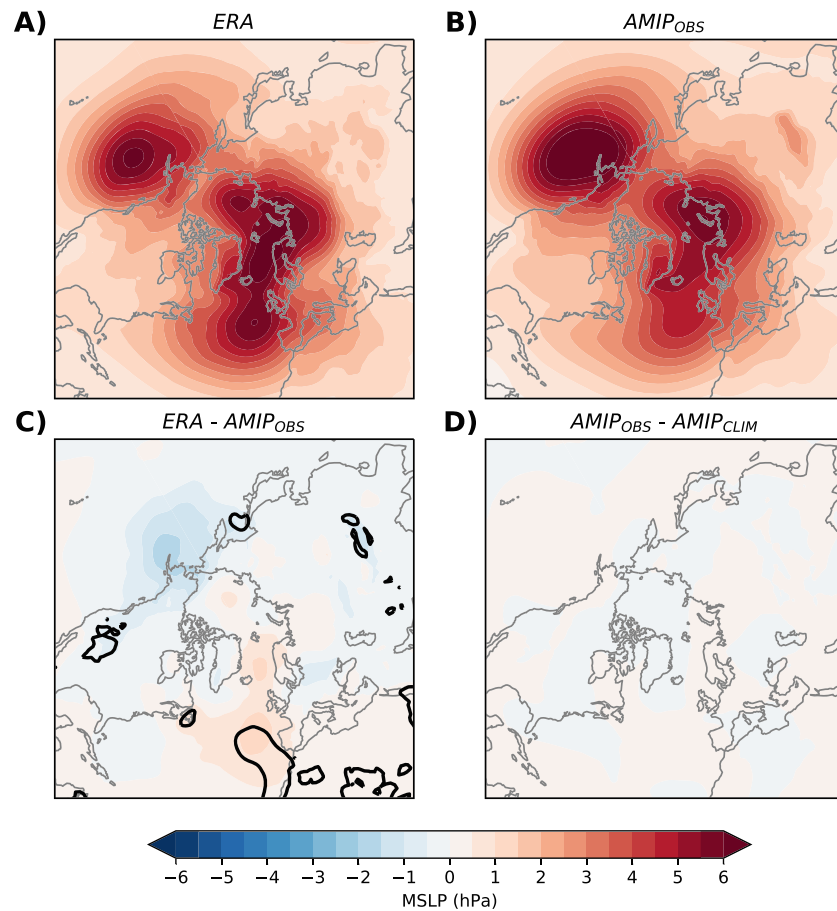 A) ERA
B) AMIP_OBS
C) ERA - AMIP_OBS
D) AMIP_OBS - AMIP_CLIM
−6 −5 −4 −3 −2 −1 0 1 2 3 4 5 6
MSLP (hPa)